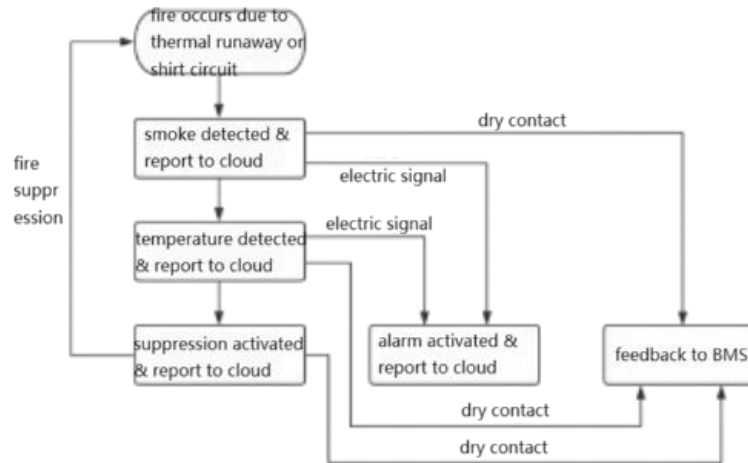 fire occurs due to
thermal runaway or
shirt circuit
smoke detected &
report to cloud
dry contact
electric signal
fire
suppr
ession
electric signal
temperature detected
& report to cloud
suppression activated
& report to cloud
alarm activated &
report to cloud
feedback to BMS
dry contact
dry contact